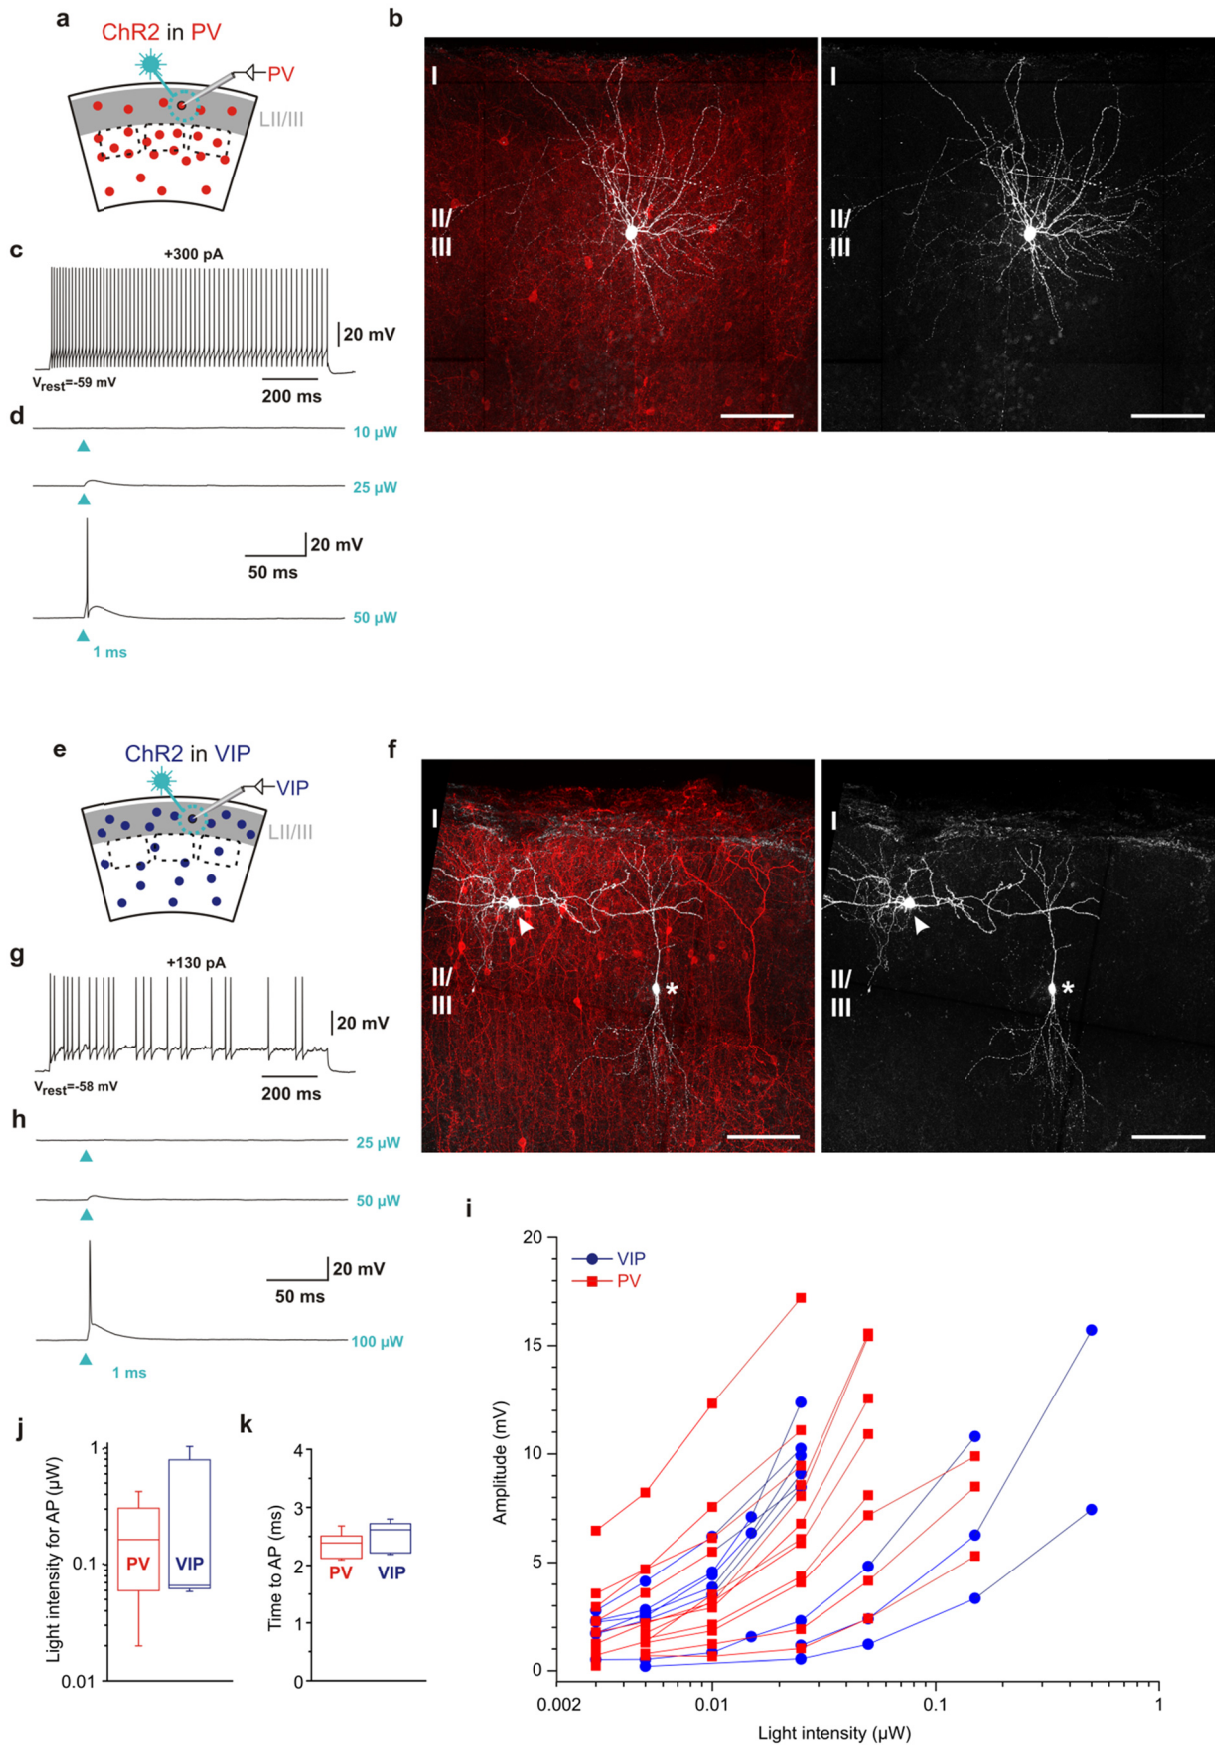 a
ChR2 in PV
PV
LII/III
b
I
II/
III
I
II/
III
c
+300 pA
20 mV
Vrest=-59 mV
200 ms
d
10 µW
25 µW
20 mV
50 ms
50 µW
1 ms
e
ChR2 in VIP
VIP
LII/III
f
I
II/
III
*
I
II/
III
*
g
+130 pA
20 mV
Vrest=-58 mV
200 ms
h
25 µW
50 µW
20 mV
50 ms
100 µW
1 ms
i
20
15
10
5
0
Amplitude (mV)
VIP
PV
0.002
0.01
0.1
1
Light intensity (µW)
j
1
0.1
0.01
Light intensity for AP (µW)
PV
VIP
k
4
3
2
1
0
Time to AP (ms)
PV
VIP